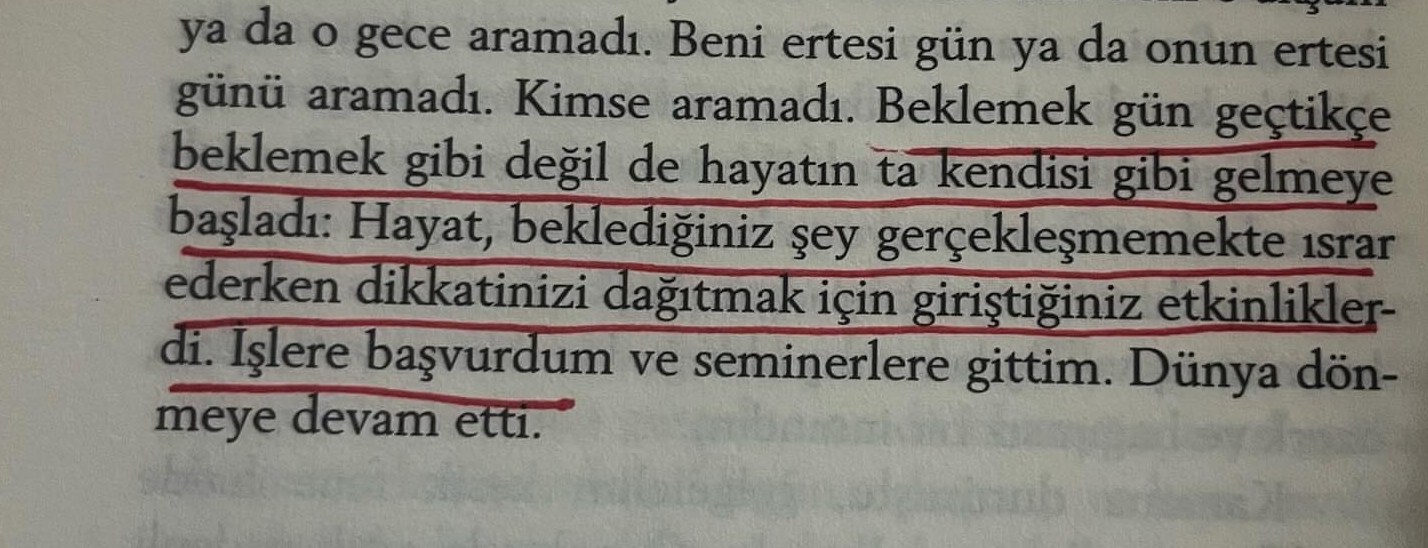 ya da o gece aramadı. Beni ertesi gün ya da onun ertesi
günü aramadı. Kimse aramadı. Beklemek gün geçtikçe
beklemek gibi değil de hayatın ta kendisi gibi gelmeye
başladı: Hayat, beklediğiniz şey gerçekleşmemekte ısrar
ederken dikkatinizi dağıtmak için giriştiğiniz etkinlikler-
di. İşlere başvurdum ve seminerlere gittim. Dünya dön-
meye devam etti.